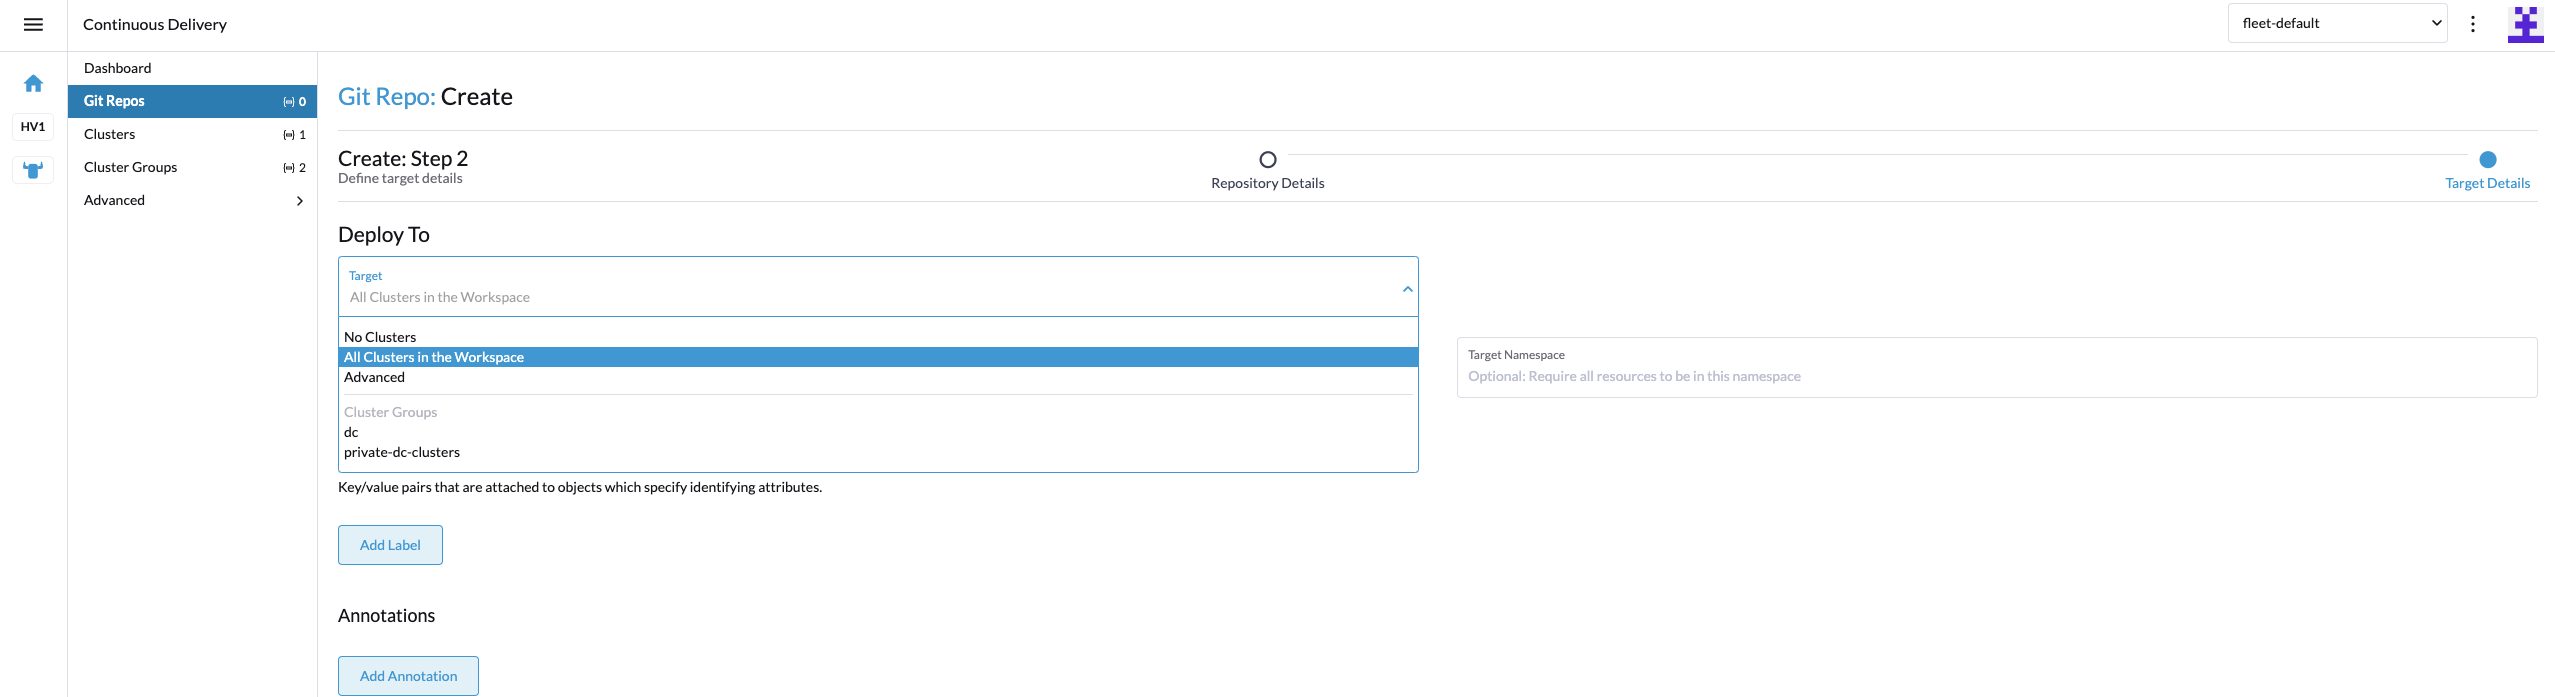 Continuous Delivery
fleet-default
HV1
Dashboard
Git Repos 0
Clusters 1
Cluster Groups 2
Advanced
Git Repo: Create
Create: Step 2
Define target details
Repository Details
Target Details
Deploy To
Target
All Clusters in the Workspace
No Clusters
All Clusters in the Workspace
Advanced
Cluster Groups
dc
private-dc-clusters
Target Namespace
Optional: Require all resources to be in this namespace
Key/value pairs that are attached to objects which specify identifying attributes.
Add Label
Annotations
Add Annotation